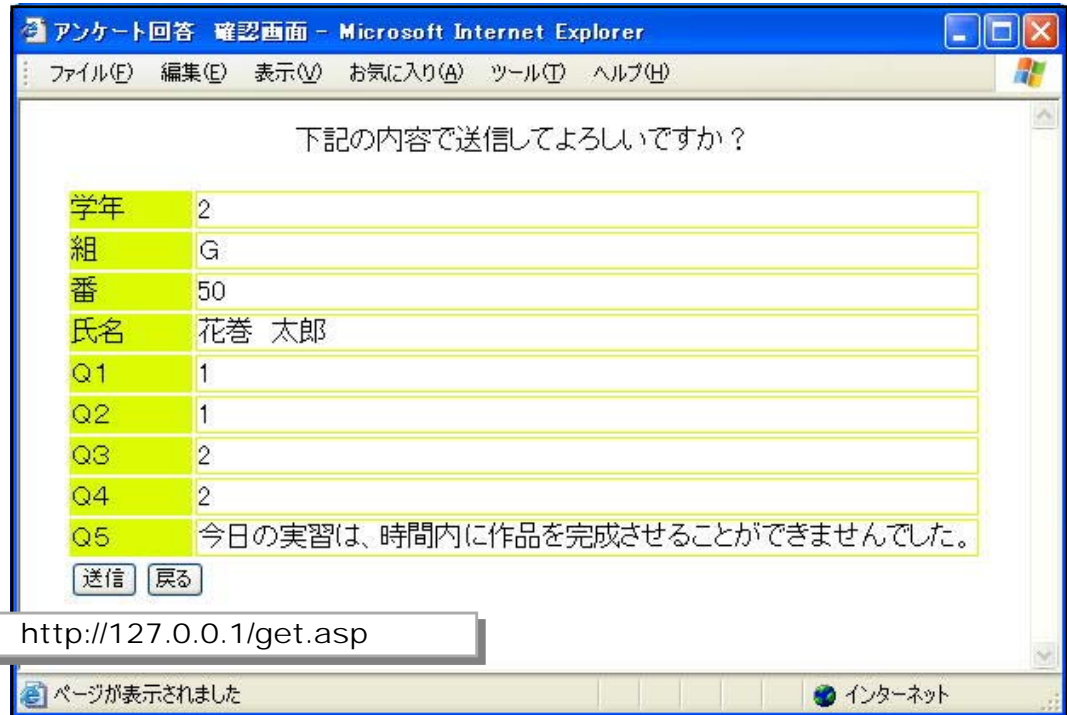 アンケート回答　確認画面 - Microsoft Internet Explorer
ファイル(F) 編集(E) 表示(V) お気に入り(A) ツール(T) ヘルプ(H)
下記の内容で送信してよろしいですか？
学年 2
組 G
番 50
氏名 花巻　太郎
Q1 1
Q2 1
Q3 2
Q4 2
Q5 今日の実習は、時間内に作品を完成させることができませんでした。
送信 戻る
http://127.0.0.1/get.asp
ページが表示されました インターネット